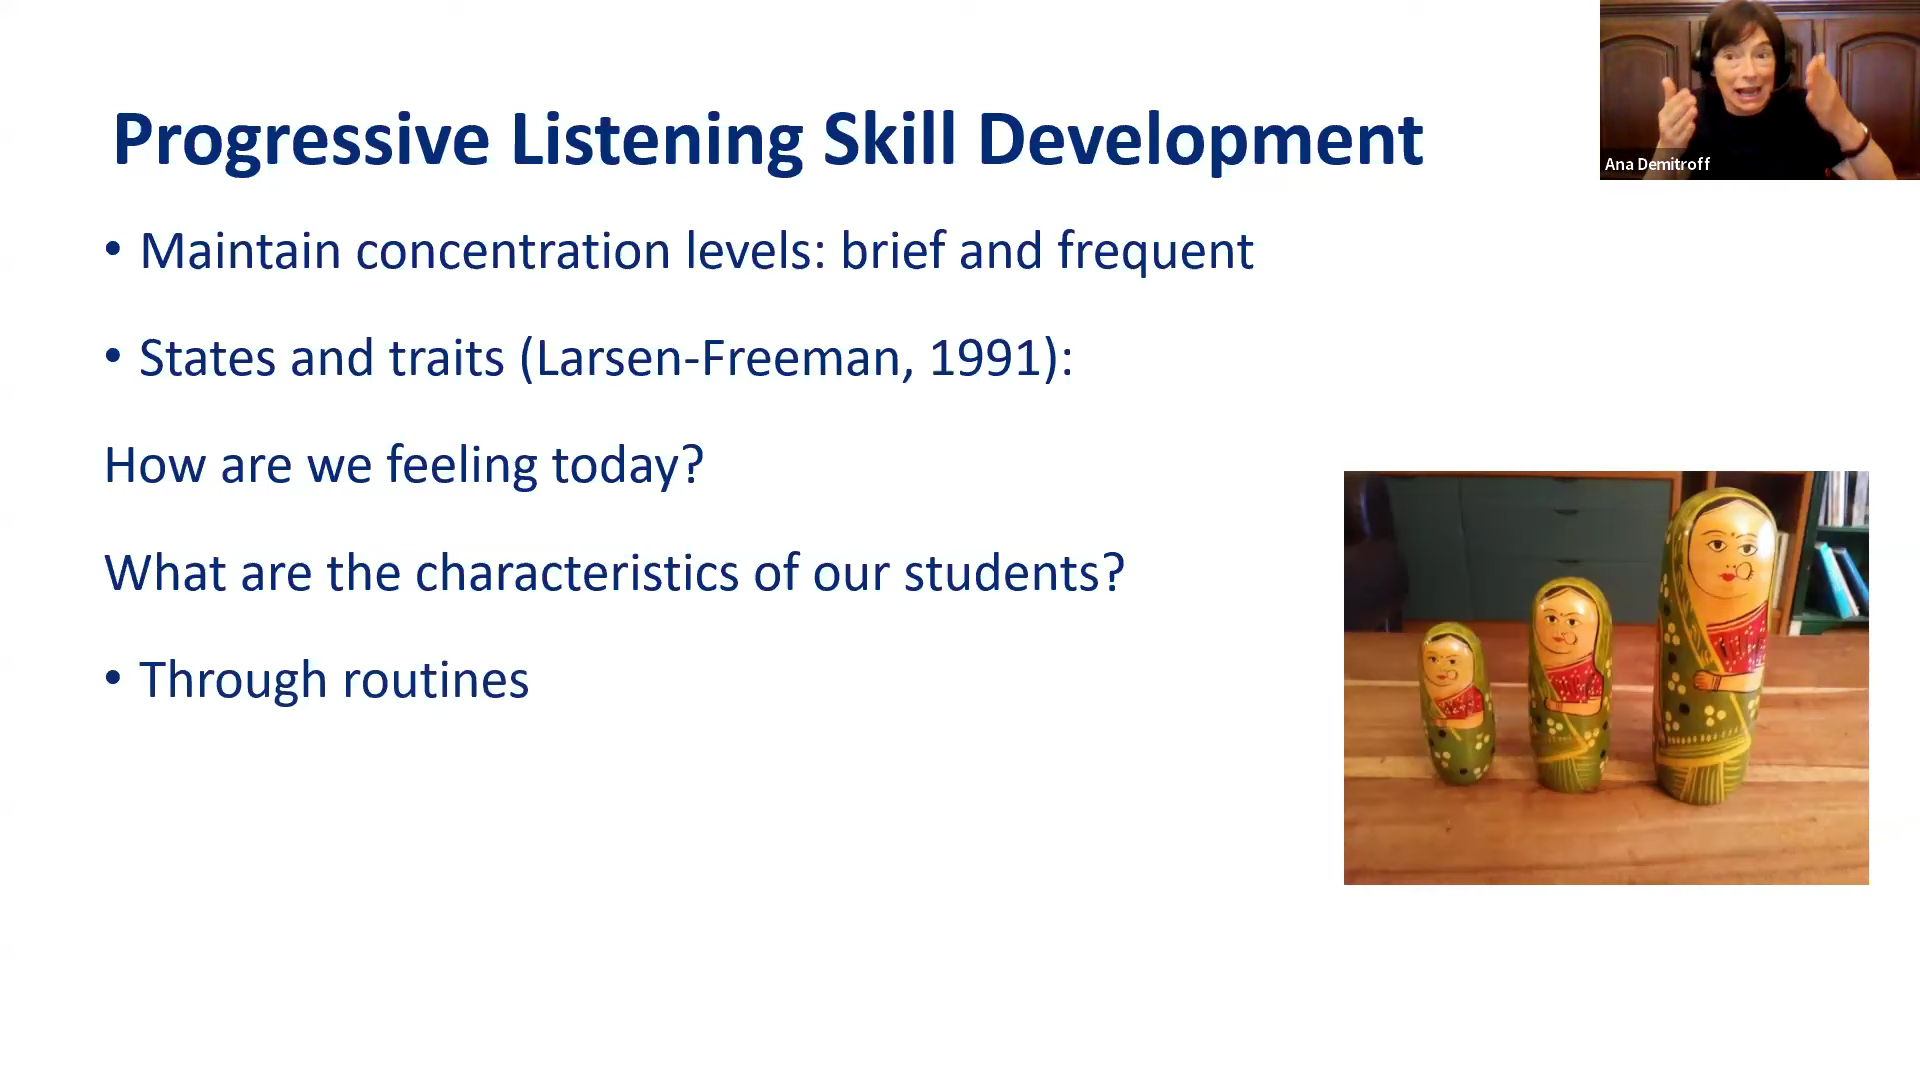 Progressive Listening Skill Development
Ana Demitroff
• Maintain concentration levels: brief and frequent
• States and traits (Larsen-Freeman, 1991):
How are we feeling today?
What are the characteristics of our students?
• Through routines